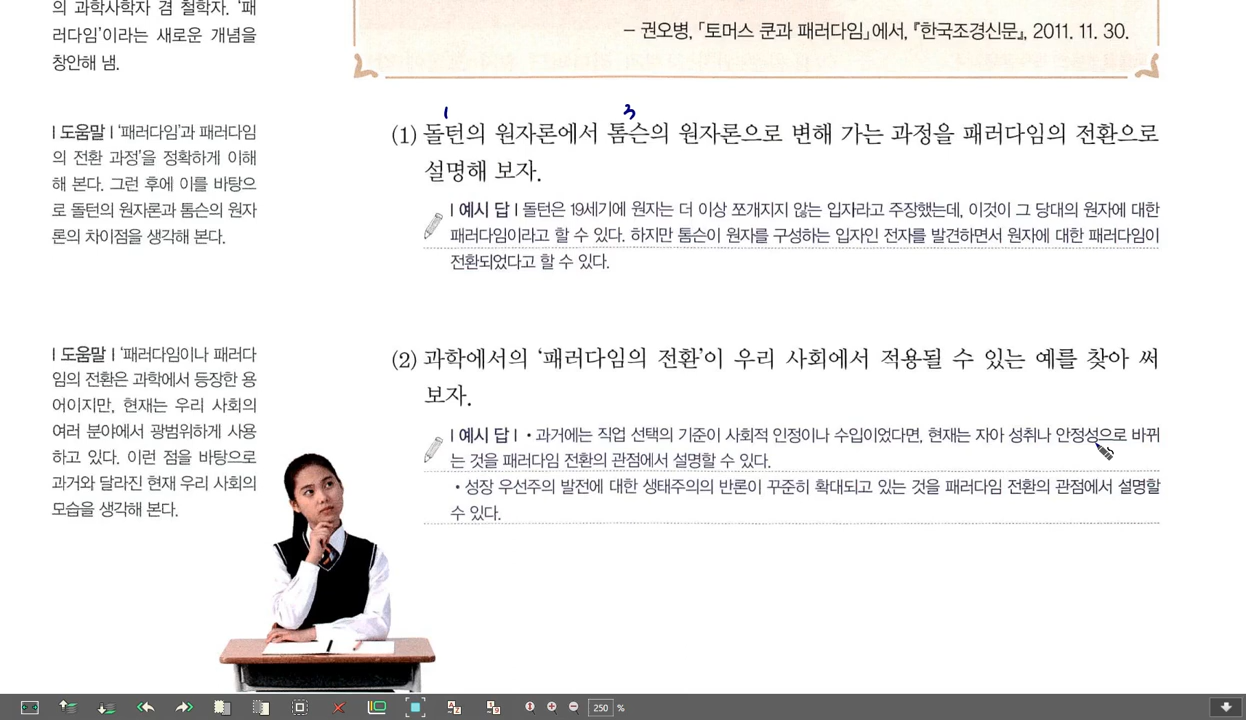 의 과학사학자 겸 철학자. '패
러다임'이라는 새로운 개념을
창안해 냄.
– 권오병, 「토머스 쿤과 패러다임」에서, 『한국조경신문』, 2011. 11. 30.
1 3
(1) 돌턴의 원자론에서 톰슨의 원자론으로 변해 가는 과정을 패러다임의 전환으로
설명해 보자.
| 예시 답 | 돌턴은 19세기에 원자는 더 이상 쪼개지지 않는 입자라고 주장했는데, 이것이 그 당대의 원자에 대한
패러다임이라고 할 수 있다. 하지만 톰슨이 원자를 구성하는 입자인 전자를 발견하면서 원자에 대한 패러다임이
전환되었다고 할 수 있다.
| 도움말 | '패러다임'과 패러다임
의 전환 과정'을 정확하게 이해
해 본다. 그런 후에 이를 바탕으
로 돌턴의 원자론과 톰슨의 원자
론의 차이점을 생각해 본다.
(2) 과학에서의 '패러다임의 전환'이 우리 사회에서 적용될 수 있는 예를 찾아 써
보자.
| 예시 답 | • 과거에는 직업 선택의 기준이 사회적 인정이나 수입이었다면, 현재는 자아 성취나 안정성으로 바뀌
는 것을 패러다임 전환의 관점에서 설명할 수 있다.
• 성장 우선주의 발전에 대한 생태주의의 반론이 꾸준히 확대되고 있는 것을 패러다임 전환의 관점에서 설명할
수 있다.
| 도움말 | '패러다임이나 패러다
임의 전환은 과학에서 등장한 용
어이지만, 현재는 우리 사회의
여러 분야에서 광범위하게 사용
하고 있다. 이런 점을 바탕으로
과거와 달라진 현재 우리 사회의
모습을 생각해 본다.
250 %